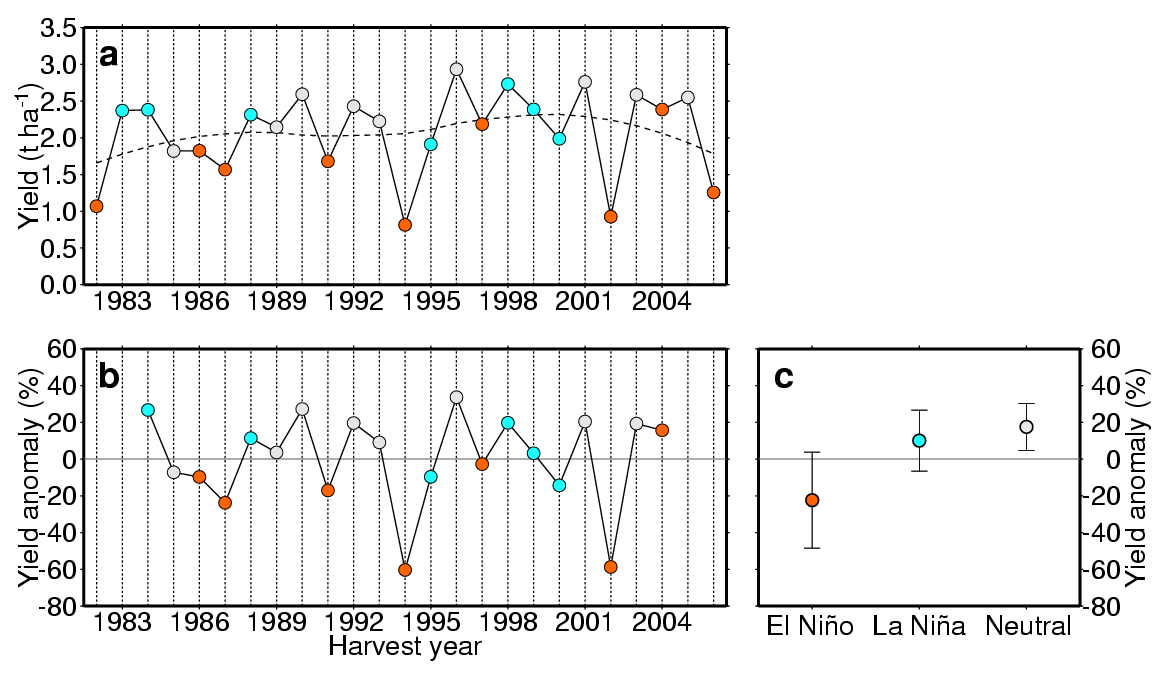 a
3.5
3.0
2.5
2.0
1.5
1.0
0.5
0.0
Yield (t ha⁻¹)
1983 1986 1989 1992 1995 1998 2001 2004
b
60
40
20
0
-20
-40
-60
-80
Yield anomaly (%)
1983 1986 1989 1992 1995 1998 2001 2004
Harvest year
c
60
40
20
0
-20
-40
-60
-80
Yield anomaly (%)
El Niño La Niña Neutral